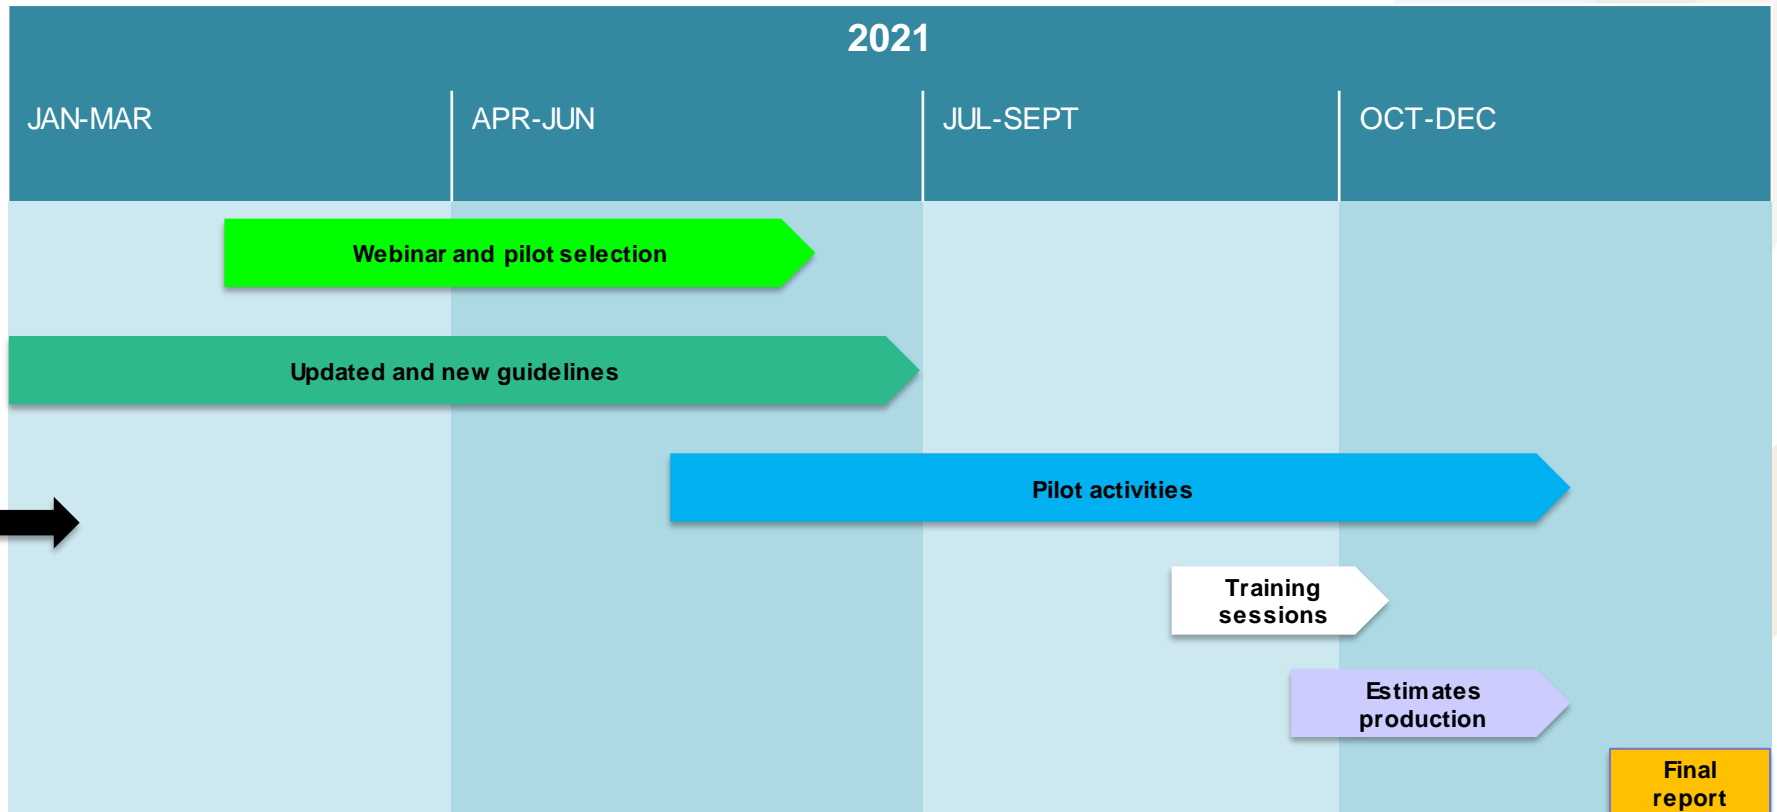 2021
JAN-MAR
APR-JUN
JUL-SEPT
OCT-DEC
Webinar and pilot selection
Updated and new guidelines
Pilot activities
Training
sessions
Estimates
production
Final
report